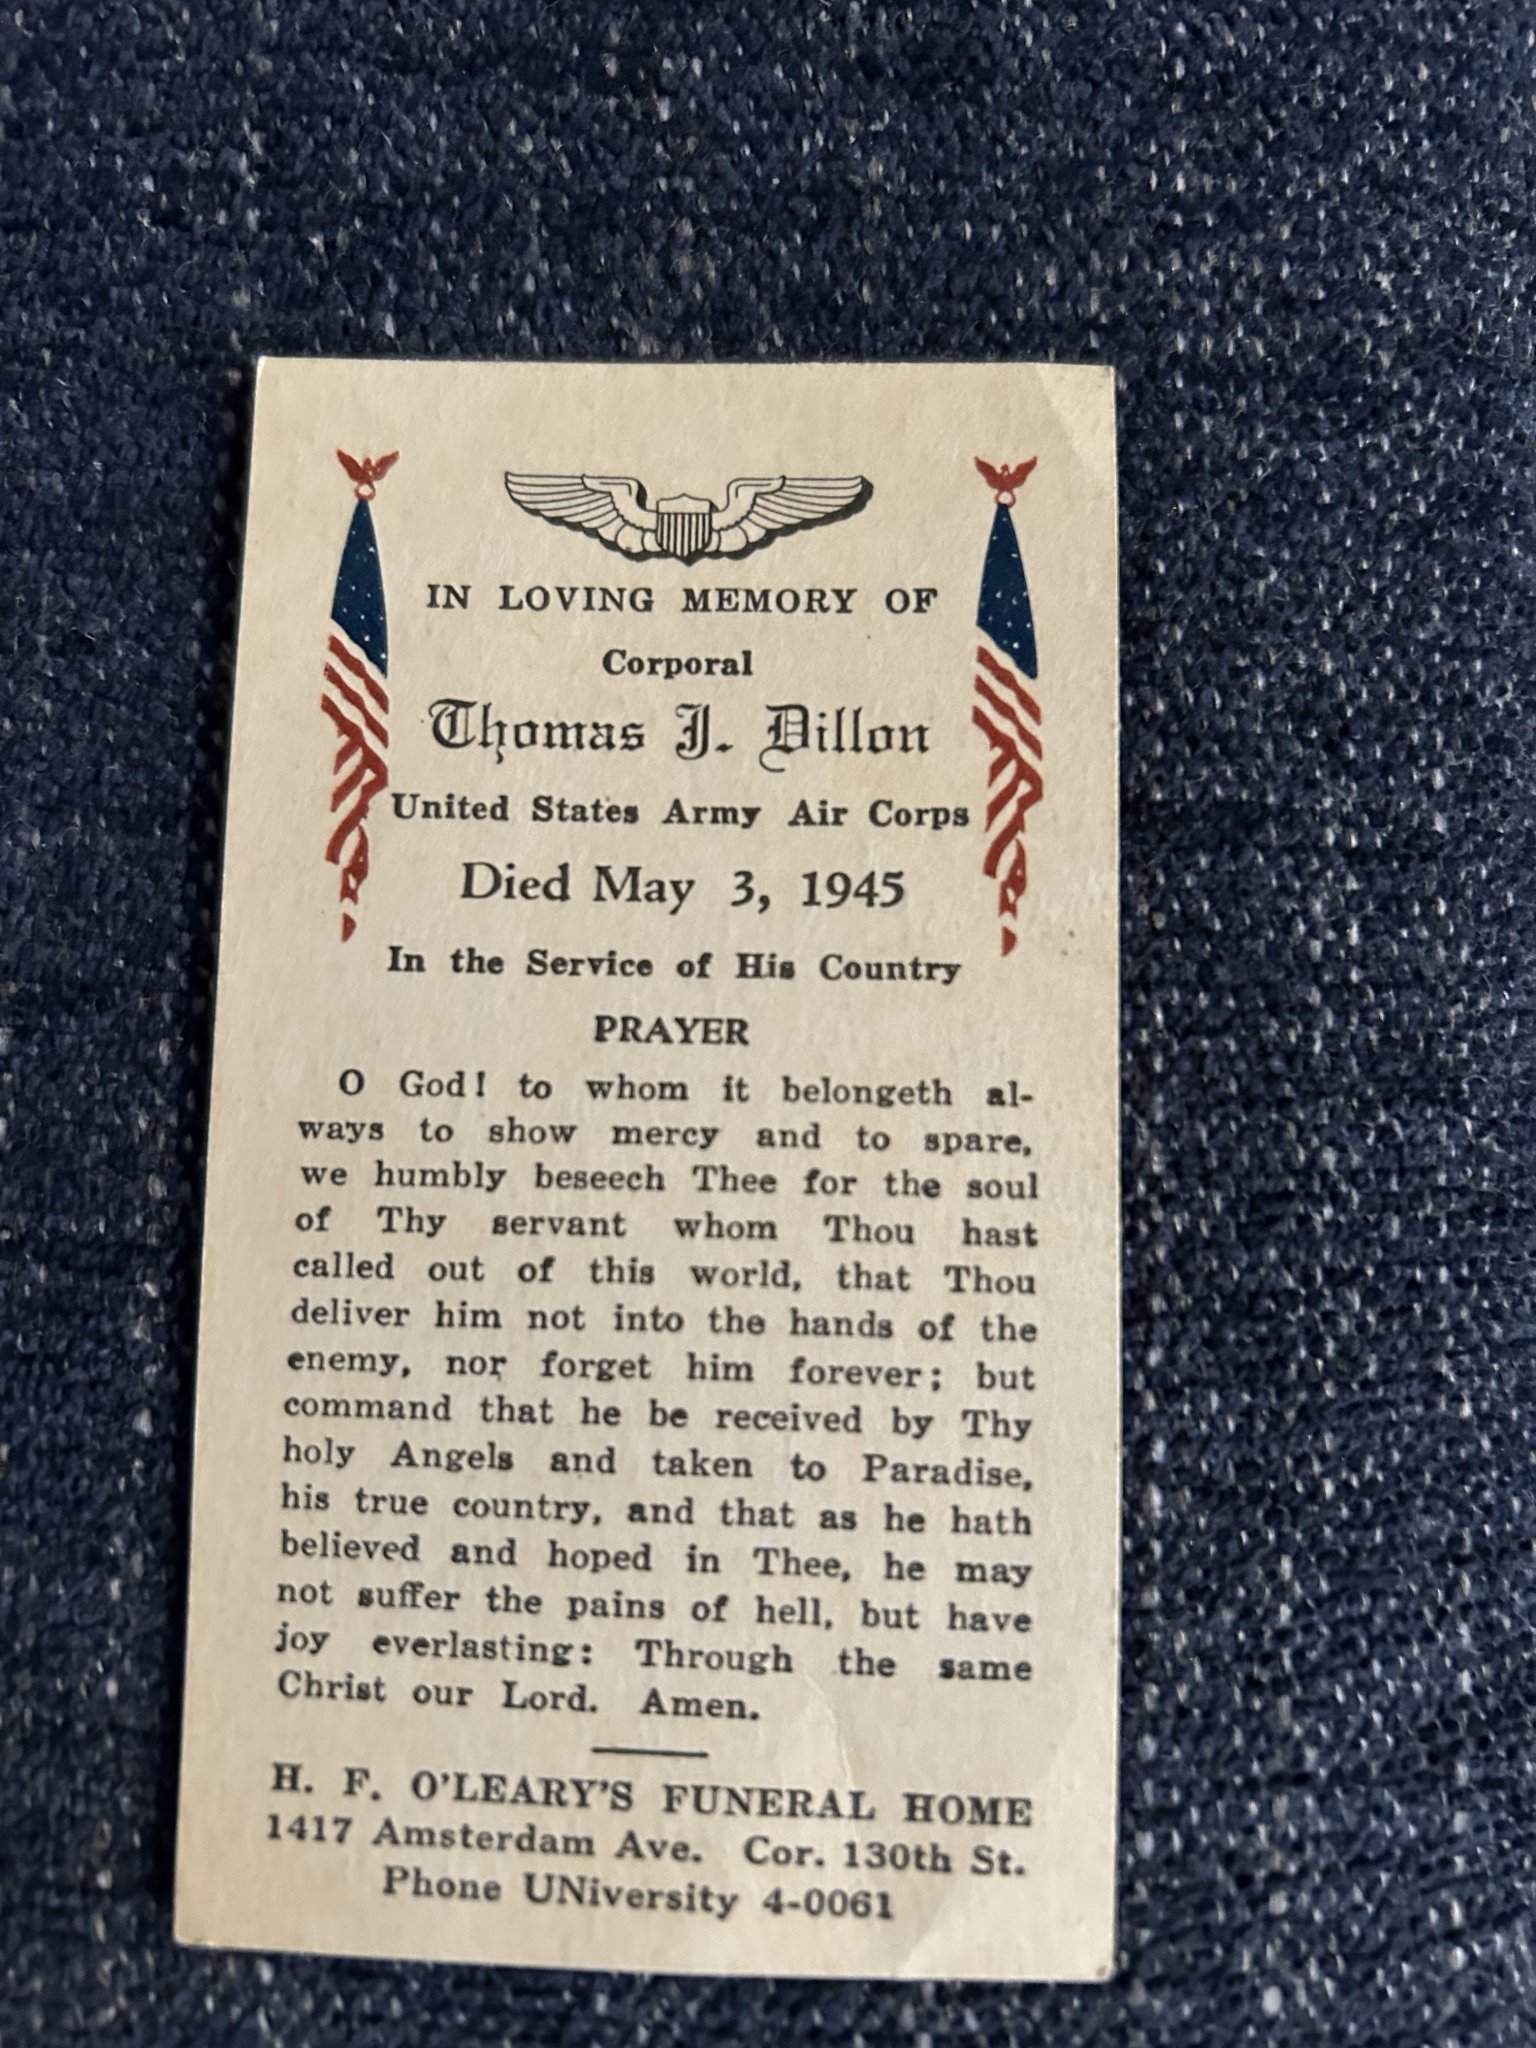 IN LOVING MEMORY OF
Corporal
Thomas J. Dillon
United States Army Air Corps
Died May 3, 1945
In the Service of His Country
PRAYER
O God! to whom it belongeth al-
ways to show mercy and to spare,
we humbly beseech Thee for the soul
of Thy servant whom Thou hast
called out of this world, that Thou
deliver him not into the hands of the
enemy, nor forget him forever; but
command that he be received by Thy
holy Angels and taken to Paradise,
his true country, and that as he hath
believed and hoped in Thee, he may
not suffer the pains of hell, but have
joy everlasting: Through the same
Christ our Lord. Amen.
H. F. O'LEARY'S FUNERAL HOME
1417 Amsterdam Ave. Cor. 130th St.
Phone UNiversity 4-0061